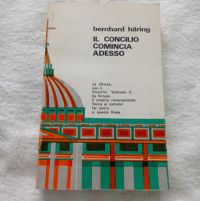 bernhard häring
IL CONCILIO
COMINCIA
ADESSO
La Chiesa,
con il
Concilio Vaticano II,
ha firmato
il proprio rinnovamento.
Tocca ai cattolici
far onore
a questa firma